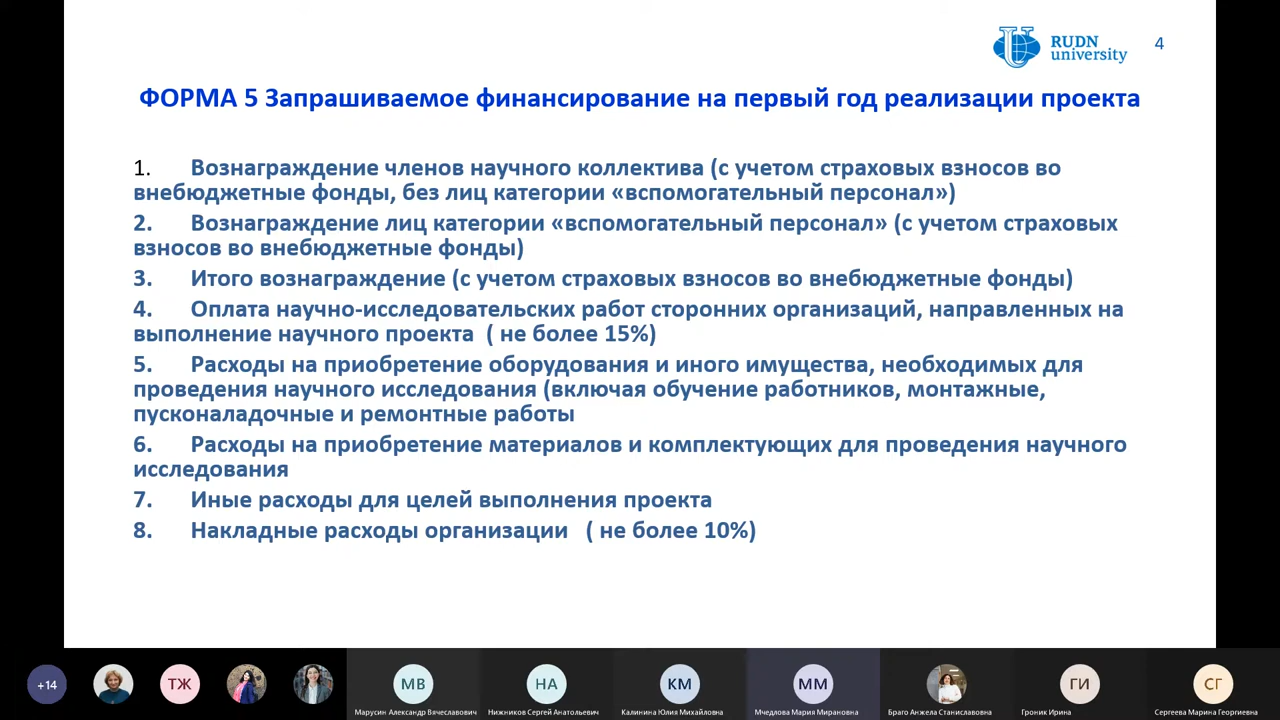 RUDN
university
4
ФОРМА 5 Запрашиваемое финансирование на первый год реализации проекта
1. Вознаграждение членов научного коллектива (с учетом страховых взносов во
внебюджетные фонды, без лиц категории «вспомогательный персонал»)
2. Вознаграждение лиц категории «вспомогательный персонал» (с учетом страховых
взносов во внебюджетные фонды)
3. Итого вознаграждение (с учетом страховых взносов во внебюджетные фонды)
4. Оплата научно-исследовательских работ сторонних организаций, направленных на
выполнение научного проекта ( не более 15%)
5. Расходы на приобретение оборудования и иного имущества, необходимых для
проведения научного исследования (включая обучение работников, монтажные,
пусконаладочные и ремонтные работы
6. Расходы на приобретение материалов и комплектующих для проведения научного
исследования
7. Иные расходы для целей выполнения проекта
8. Накладные расходы организации ( не более 10%)
+14 ТЖ МВ НА КМ ММ ГИ СГ
Марусин Александр Вячеславович Нижников Сергей Анатольевич Калинина Юлия Михайловна Мчедлова Мария Мирановна Браго Анжела Станиславовна Гроник Ирина Сергеева Марина Георгиевна